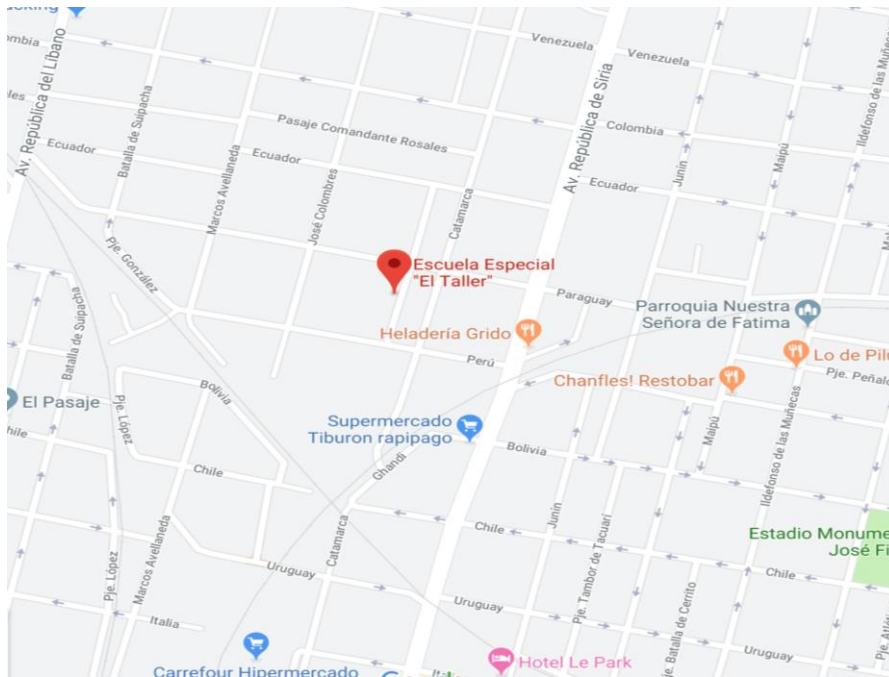 Av. República del Líbano
Batalla de Suipacha
Venezuela
Venezuela
Ildefonso de las Muñecas
Colombia
Pasaje Comandante Rosales
Ecuador
Ecuador
Ecuador
Av. República de Siria
Junín
Maipú
Marcos Avellaneda
José Colombres
Catamarca
Pje. González
Escuela Especial
"El Taller"
Paraguay
Parroquia Nuestra
Señora de Fatima
Heladería Grido
Perú
Lo de
Pje.
Chanfles! Restobar
Batalla de Suipacha
El Pasaje
Pje. López
Bolivia
Supermercado
Tiburon rapipago
Ghandi
Bolivia
Maipú
Ildefonso de las Muñecas
Chile
Chile
Junín
Pje. Tambor de Tacuarí
Estadio
José
Chile
Catamarca
Marcos Avellaneda
Pje. López
Uruguay
Uruguay
Uruguay
Pje. Batalla de Cerrito
Italia
Carrefour Hipermercado
Hotel Le Park